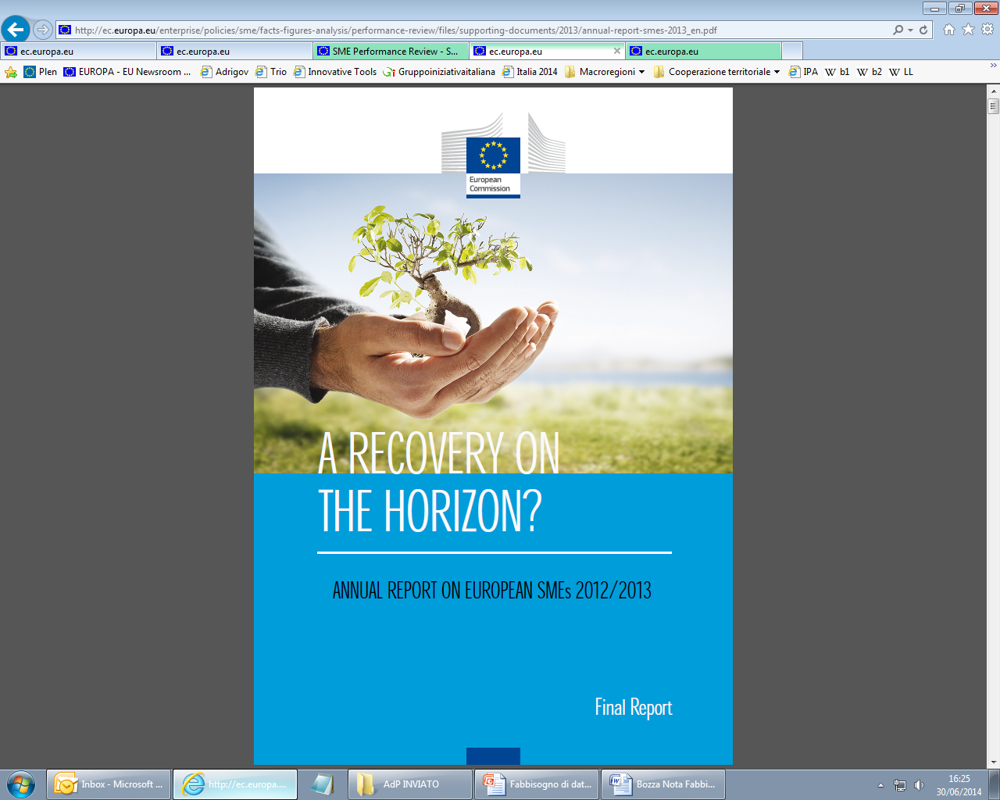 http://ec.europa.eu/enterprise/policies/sme/facts-figures-analysis/performance-review/files/supporting-documents/2013/annual-report-smes-2013_en.pdf
ec.europa.eu
ec.europa.eu
SME Performance Review - S...
ec.europa.eu
ec.europa.eu
Plen
EUROPA - EU Newsroom ...
Adrigov
Trio
Innovative Tools
Gruppoiniziativaitaliana
Italia 2014
Macroregioni
Cooperazione territoriale
IPA
W b1
W b2
W LL
European
Commission
A RECOVERY ON
THE HORIZON?
ANNUAL REPORT ON EUROPEAN SMEs 2012/2013
Final Report
Inbox - Microsoft ...
http://ec.europa....
AdP INVIATO
Fabbisogno di dat...
Bozza Nota Fabbi...
16:25
30/06/2014